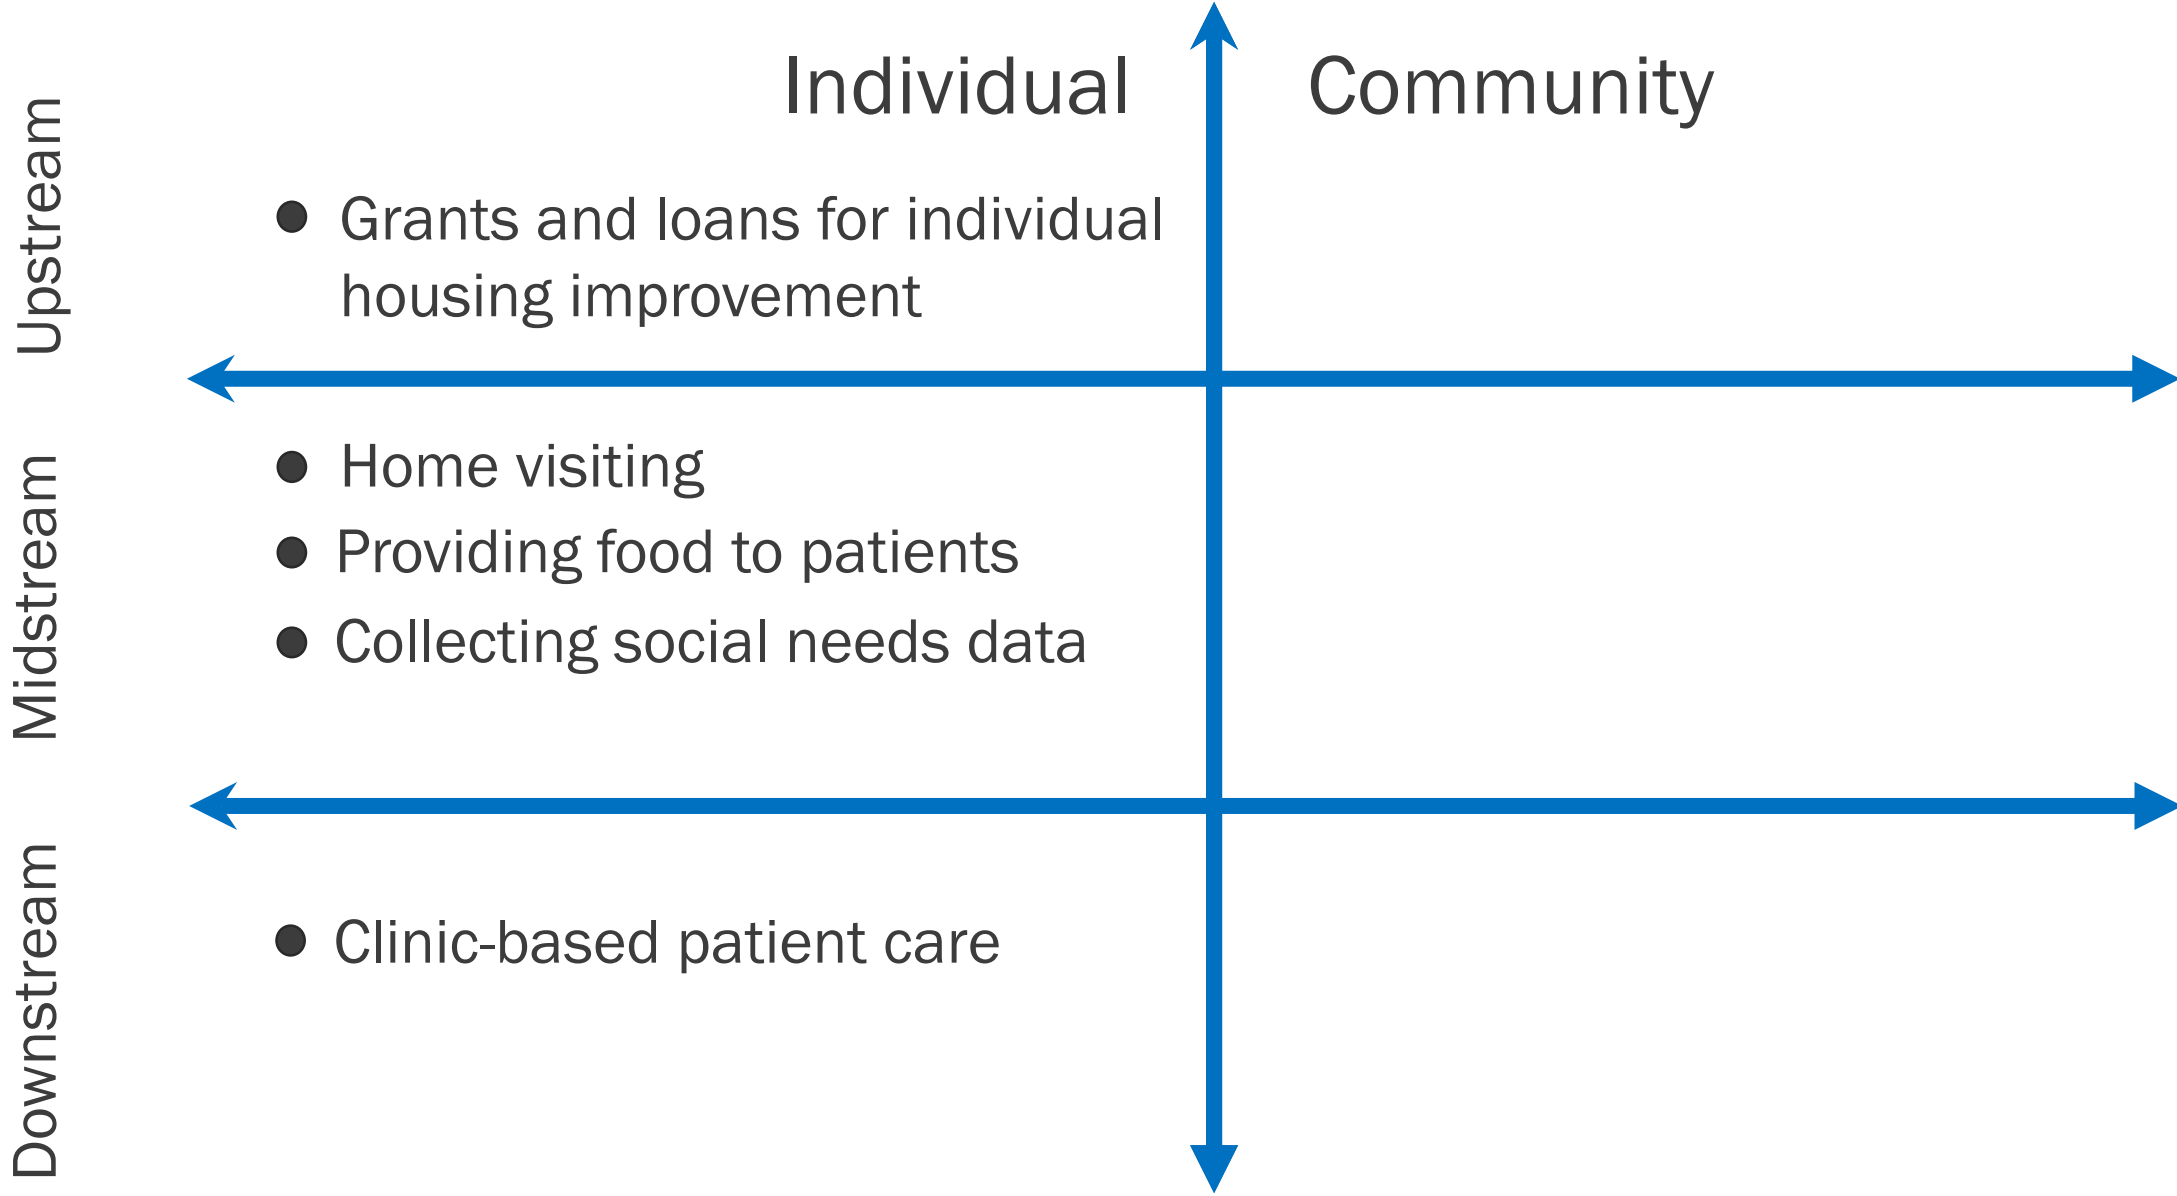 Individual
Community
Upstream
● Grants and loans for individual
housing improvement
Midstream
● Home visiting
● Providing food to patients
● Collecting social needs data
Downstream
● Clinic-based patient care